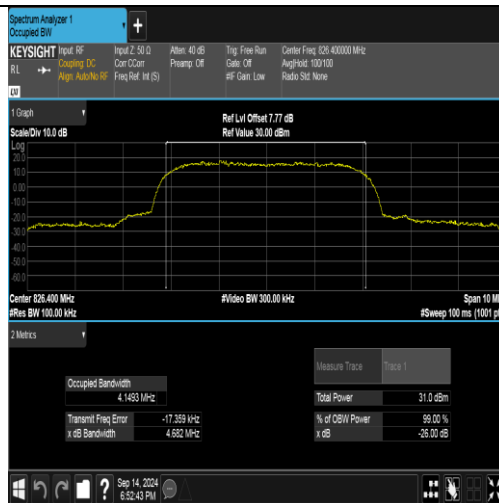 Spectrum Analyzer 1
Occupied BW
KEYSIGHT
R L
Input: RF
Coupling: DC
Align: Auto/No RF
Input Z: 50 Ω
Corr CCorr
Freq Ref: Int (S)
Atten: 40 dB
Preamp: Off
Trig: Free Run
Gate: Off
#IF Gain: Low
Center Freq: 826.400000 MHz
Avg|Hold: 100/100
Radio Std: None
1 Graph
Scale/Div 10.0 dB
Ref Lvl Offset 7.77 dB
Ref Value 30.00 dBm
Log
20.0
10.0
0.00
-10.0
-20.0
-30.0
-40.0
-50.0
-60.0
Center 826.400 MHz
#Res BW 100.00 kHz
#Video BW 300.00 kHz
Span 10 M
#Sweep 100 ms (1001 pt
2 Metrics
Measure Trace Trace 1
Occupied Bandwidth
4.1493 MHz
Transmit Freq Error -17.359 kHz
x dB Bandwidth 4.682 MHz
Total Power 31.0 dBm
% of OBW Power 99.00 %
x dB -26.00 dB
Sep 14, 2024
6:52:43 PM